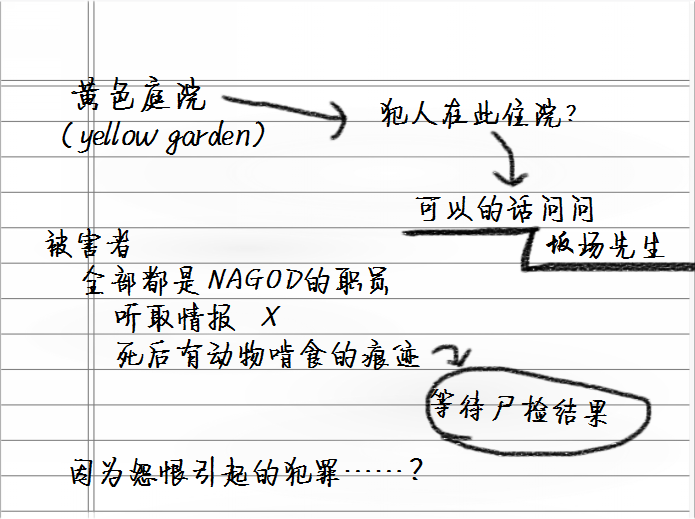 黄色庭院
(yellow garden)
犯人在此住院?
可以的话问问
坂场先生
被害者
全部都是NAGOD的职员
听取情报 X
死后有动物啃食的痕迹
等待尸检结果
因为怨恨引起的犯罪……?